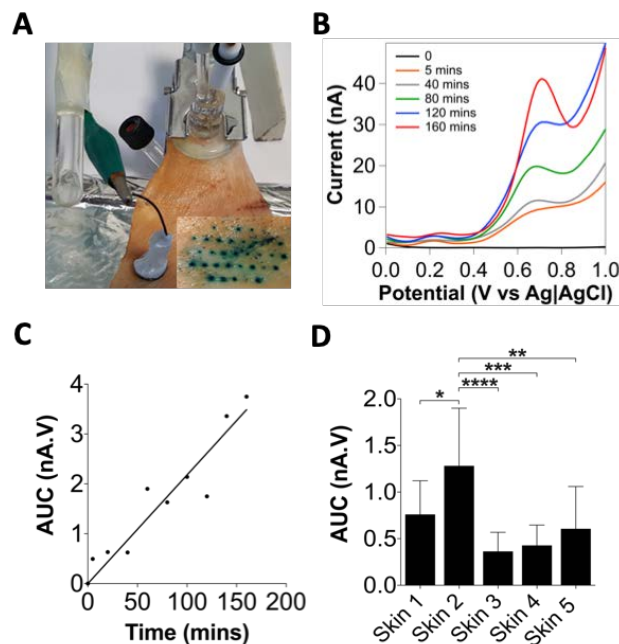 A
B
Current (nA)
40
30
20
10
0
0
5 mins
40 mins
80 mins
120 mins
160 mins
0.0 0.2 0.4 0.6 0.8 1.0
Potential (V vs Ag|AgCl)
C
AUC (nA.V)
4
3
2
1
0
0 50 100 150 200
Time (mins)
D
**
***
* ****
AUC (nA.V)
2.0
1.5
1.0
0.5
0.0
Skin 1 Skin 2 Skin 3 Skin 4 Skin 5